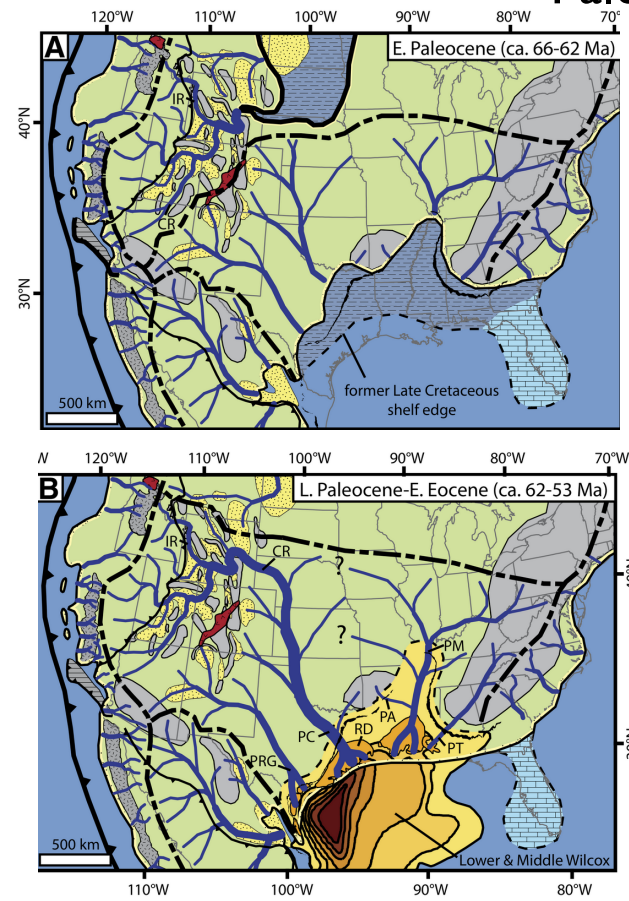 120°W 110°W 100°W 90°W 80°W
A
E. Paleocene (ca. 66-62 Ma)
IR
40°N
CR
30°N
former Late Cretaceous
shelf edge
500 km
120°W 110°W 100°W 90°W 80°W 70°W
B
L. Paleocene-E. Eocene (ca. 62-53 Ma)
IR
CR
?
?
PM
PA
RD
PC
PT
PRG
500 km
Lower & Middle Wilcox
110°W 100°W 90°W 80°W